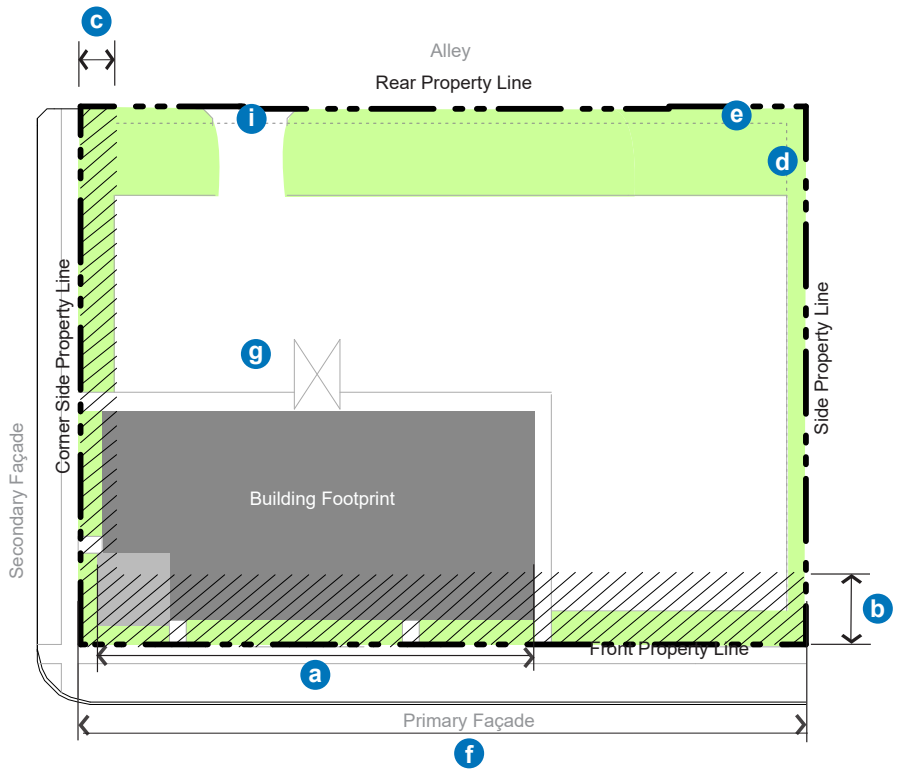 c
Alley
Rear Property Line
i
e
d
Corner Side Property Line
Side Property Line
g
Secondary Façade
Building Footprint
b
Front Property Line
a
Primary Façade
f